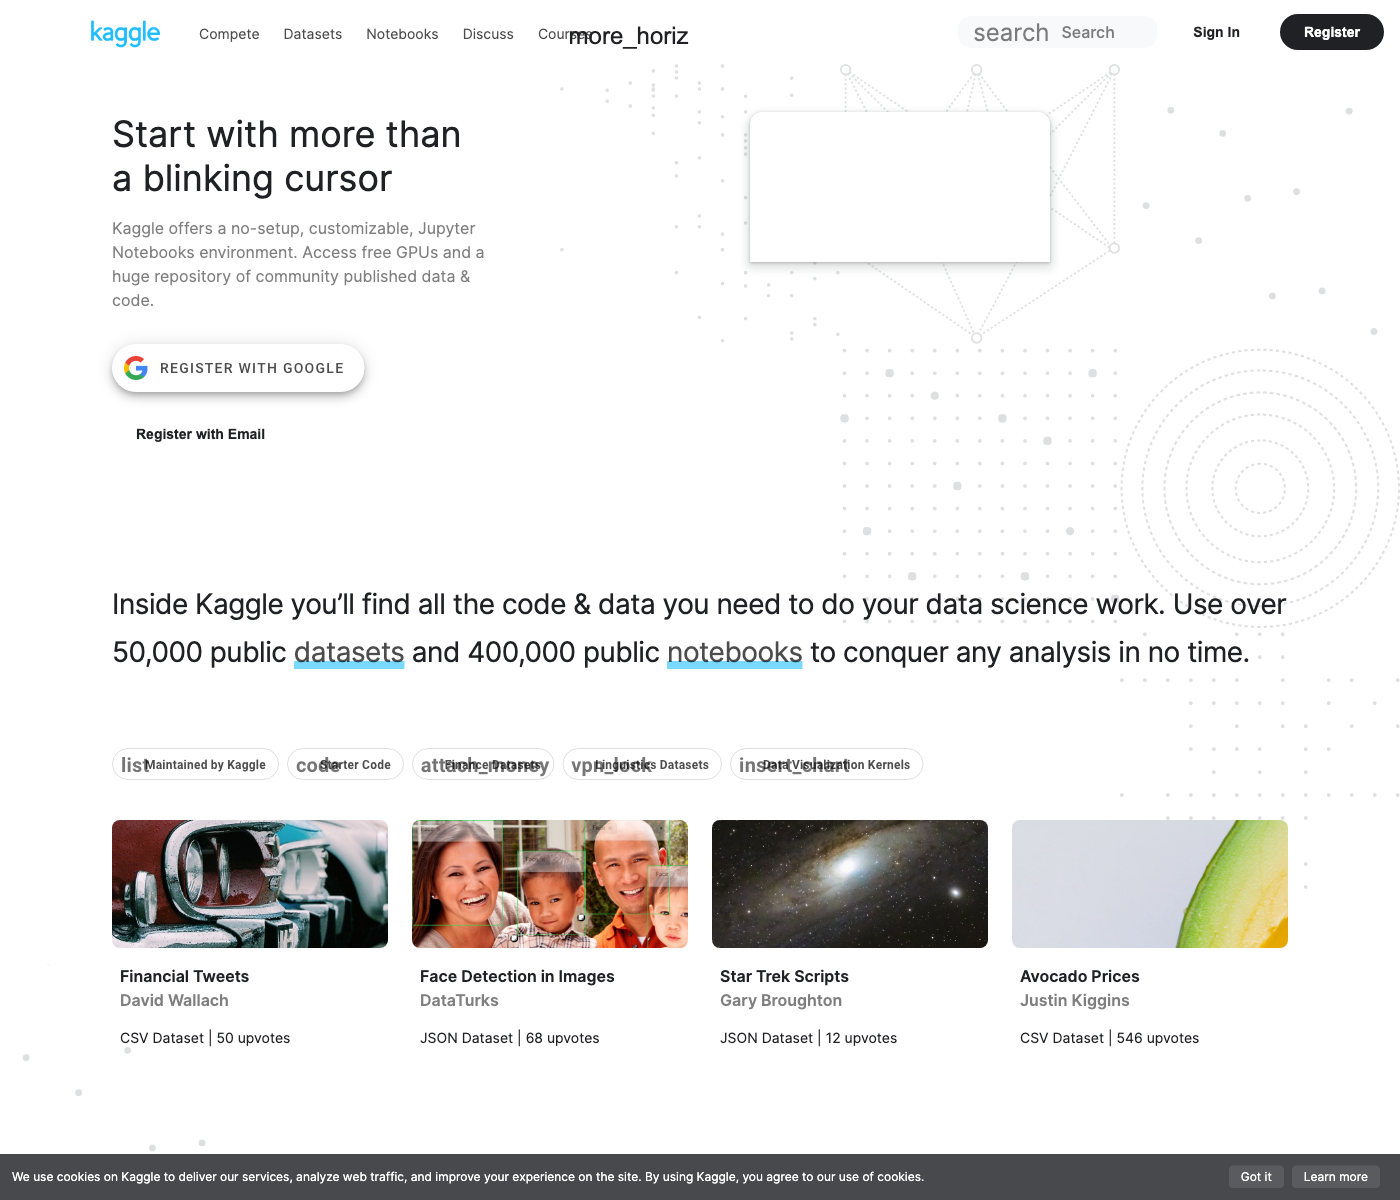 kaggle
Compete
Datasets
Notebooks
Discuss
Courses
more_horiz
search
Search
Sign In
Register
Start with more than
a blinking cursor
Kaggle offers a no-setup, customizable, Jupyter
Notebooks environment. Access free GPUs and a
huge repository of community published data &
code.
REGISTER WITH GOOGLE
Register with Email
Inside Kaggle you’ll find all the code & data you need to do your data science work. Use over
50,000 public datasets and 400,000 public notebooks to conquer any analysis in no time.
list
Maintained by Kaggle
code
Starter Code
attach_money
Finance Datasets
vpn_lock
Linguistics Datasets
insert_chart
Data Visualization Kernels
Financial Tweets
David Wallach
CSV Dataset | 50 upvotes
Face Detection in Images
DataTurks
JSON Dataset | 68 upvotes
Star Trek Scripts
Gary Broughton
JSON Dataset | 12 upvotes
Avocado Prices
Justin Kiggins
CSV Dataset | 546 upvotes
We use cookies on Kaggle to deliver our services, analyze web traffic, and improve your experience on the site. By using Kaggle, you agree to our use of cookies.
Got it
Learn more